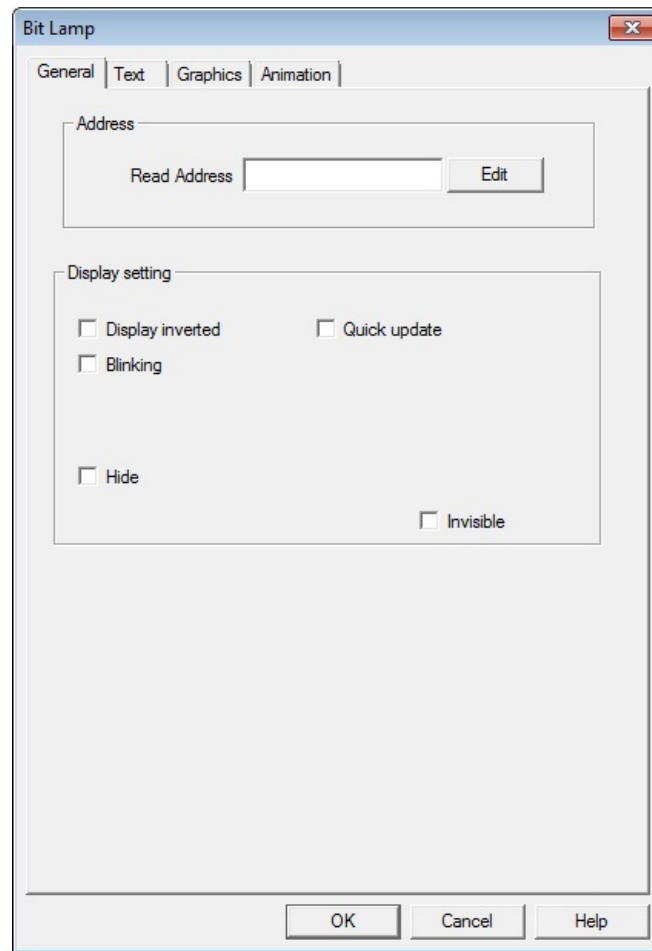 Bit Lamp
General Text Graphics Animation
Address
Read Address Edit
Display setting
Display inverted Quick update
Blinking
Hide
Invisible
OK Cancel Help